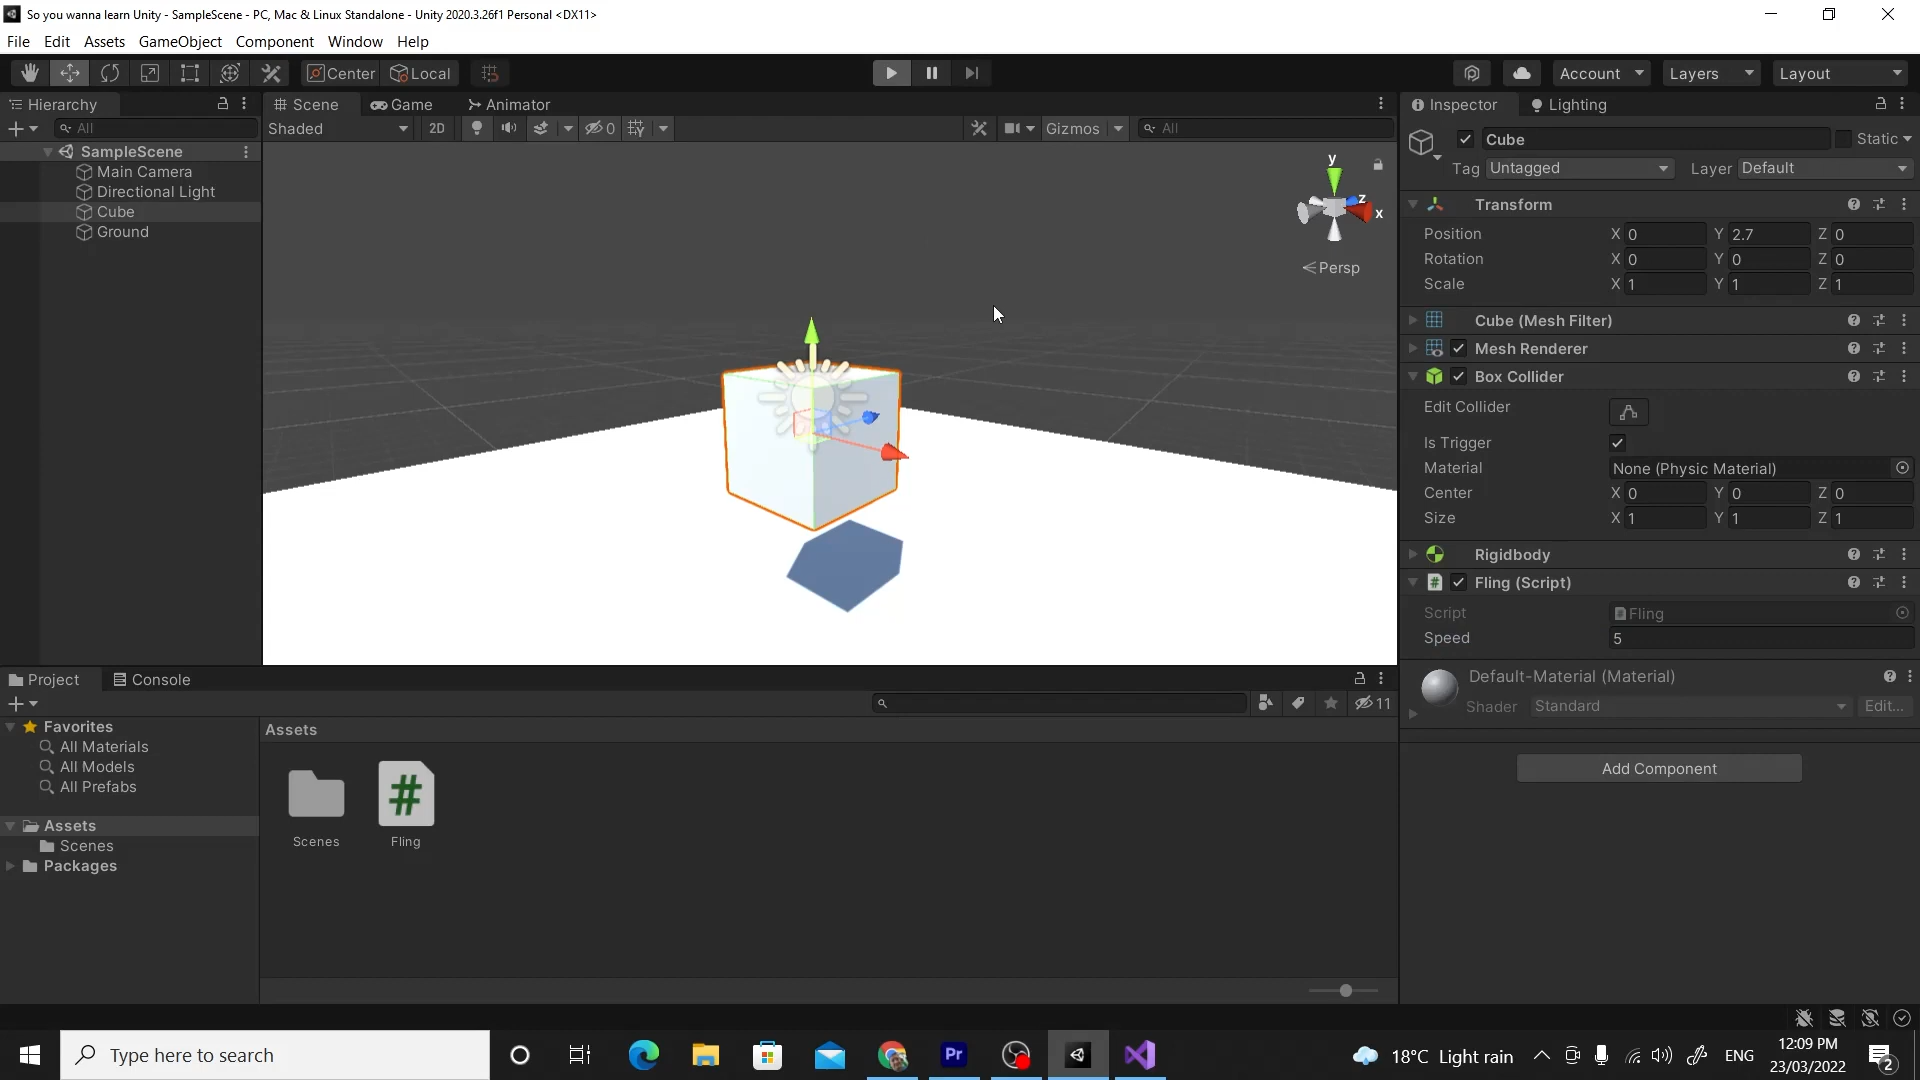 So you wanna learn Unity - SampleScene - PC, Mac & Linux Standalone - Unity 2020.3.26f1 Personal <DX11>
File Edit Assets GameObject Component Window Help
Center Local Account Layers Layout
Hierarchy Scene Game Animator Inspector Lighting
All Shaded 2D 0 Gizmos All
SampleScene
Main Camera
Directional Light
Cube
Ground
y
z
x
Persp
Cube Static
Tag Untagged Layer Default
Transform
Position X 0 Y 2.7 Z 0
Rotation X 0 Y 0 Z 0
Scale X 1 Y 1 Z 1
Cube (Mesh Filter)
Mesh Renderer
Box Collider
Edit Collider
Is Trigger
Material None (Physic Material)
Center X 0 Y 0 Z 0
Size X 1 Y 1 Z 1
Rigidbody
# Fling (Script)
Script # Fling
Speed 5
Default-Material (Material)
Shader Standard Edit...
Add Component
Project Console
11
Favorites
All Materials
All Models
All Prefabs
Assets
Scenes
Packages
Assets
#
Scenes Fling
Type here to search
Pr
18°C Light rain ENG 12:09 PM
23/03/2022
2